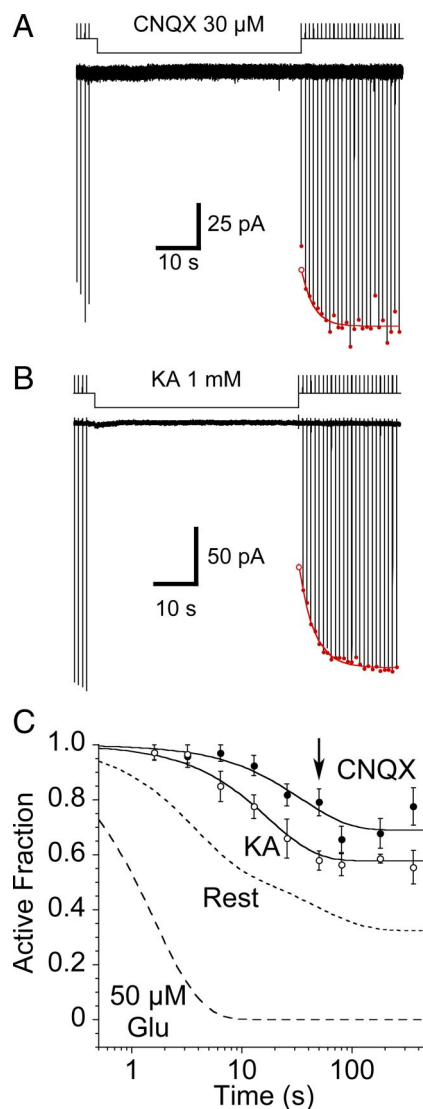 A
CNQX 30 µM
25 pA
10 s
B
KA 1 mM
50 pA
10 s
C
1.0
0.8
0.6
0.4
0.2
0
Active Fraction
CNQX
KA
Rest
50 µM
Glu
1 10 100
Time (s)